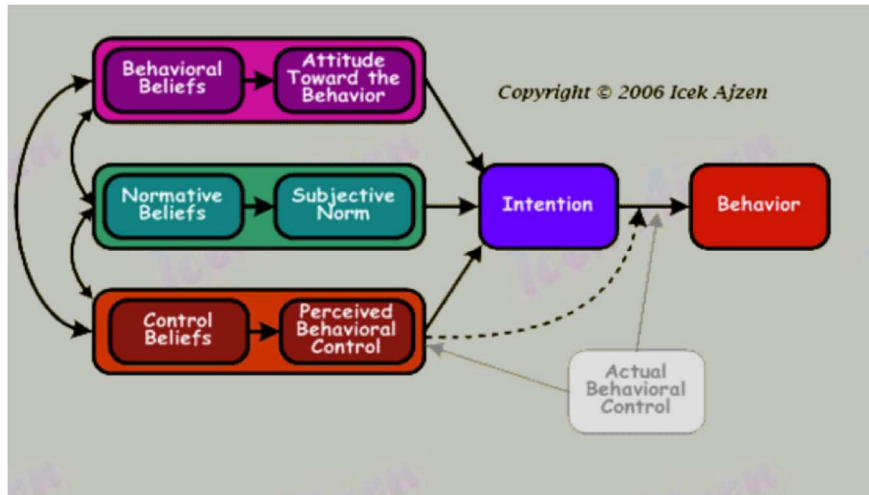 Behavioral
Beliefs
Attitude
Toward the
Behavior
Copyright © 2006 Icek Ajzen
Normative
Beliefs
Subjective
Norm
Intention
Behavior
Control
Beliefs
Perceived
Behavioral
Control
Actual
Behavioral
Control